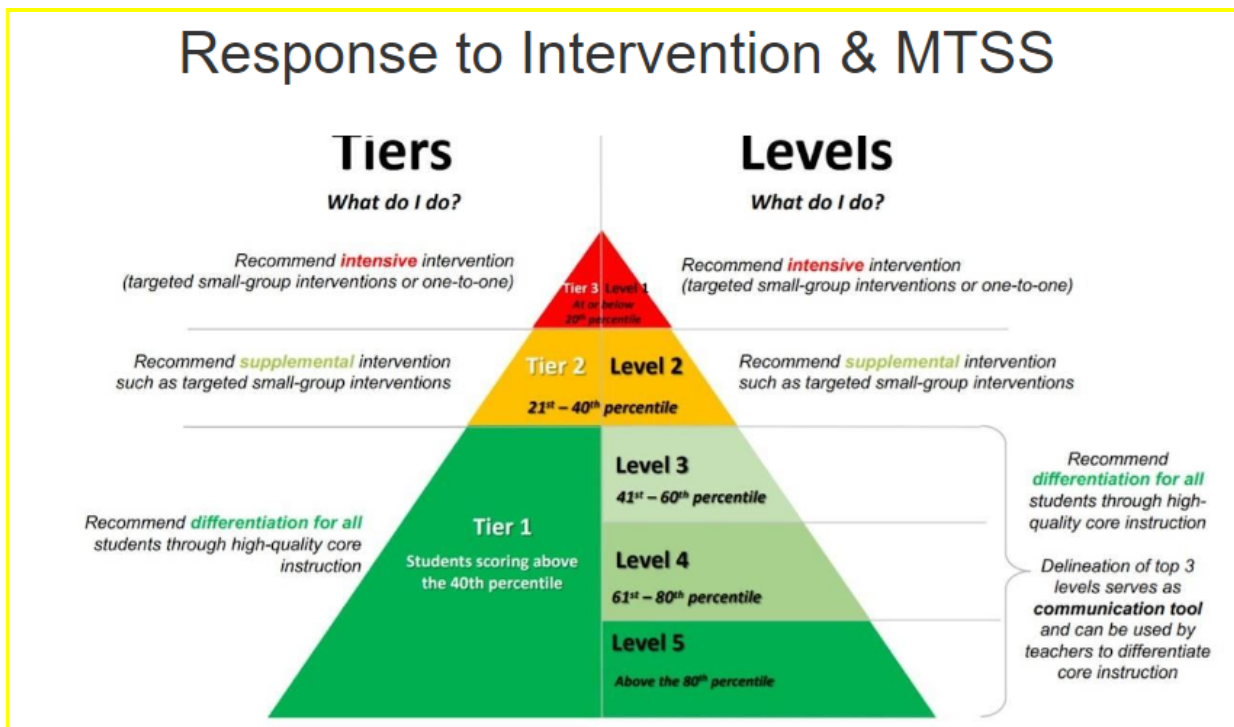 Response to Intervention & MTSS
Tiers
What do I do?
Levels
What do I do?
Recommend intensive intervention
(targeted small-group interventions or one-to-one)
Tier 3 Level 1
At or below
20th percentile
Recommend intensive intervention
(targeted small-group interventions or one-to-one)
Recommend supplemental intervention
such as targeted small-group interventions
Tier 2 Level 2
21st – 40th percentile
Recommend supplemental intervention
such as targeted small-group interventions
Recommend differentiation for all
students through high-quality core
instruction
Tier 1
Students scoring above
the 40th percentile
Level 3
41st – 60th percentile
Level 4
61st – 80th percentile
Level 5
Above the 80th percentile
Recommend
differentiation for all
students through high-
quality core instruction
Delineation of top 3
levels serves as
communication tool
and can be used by
teachers to differentiate
core instruction